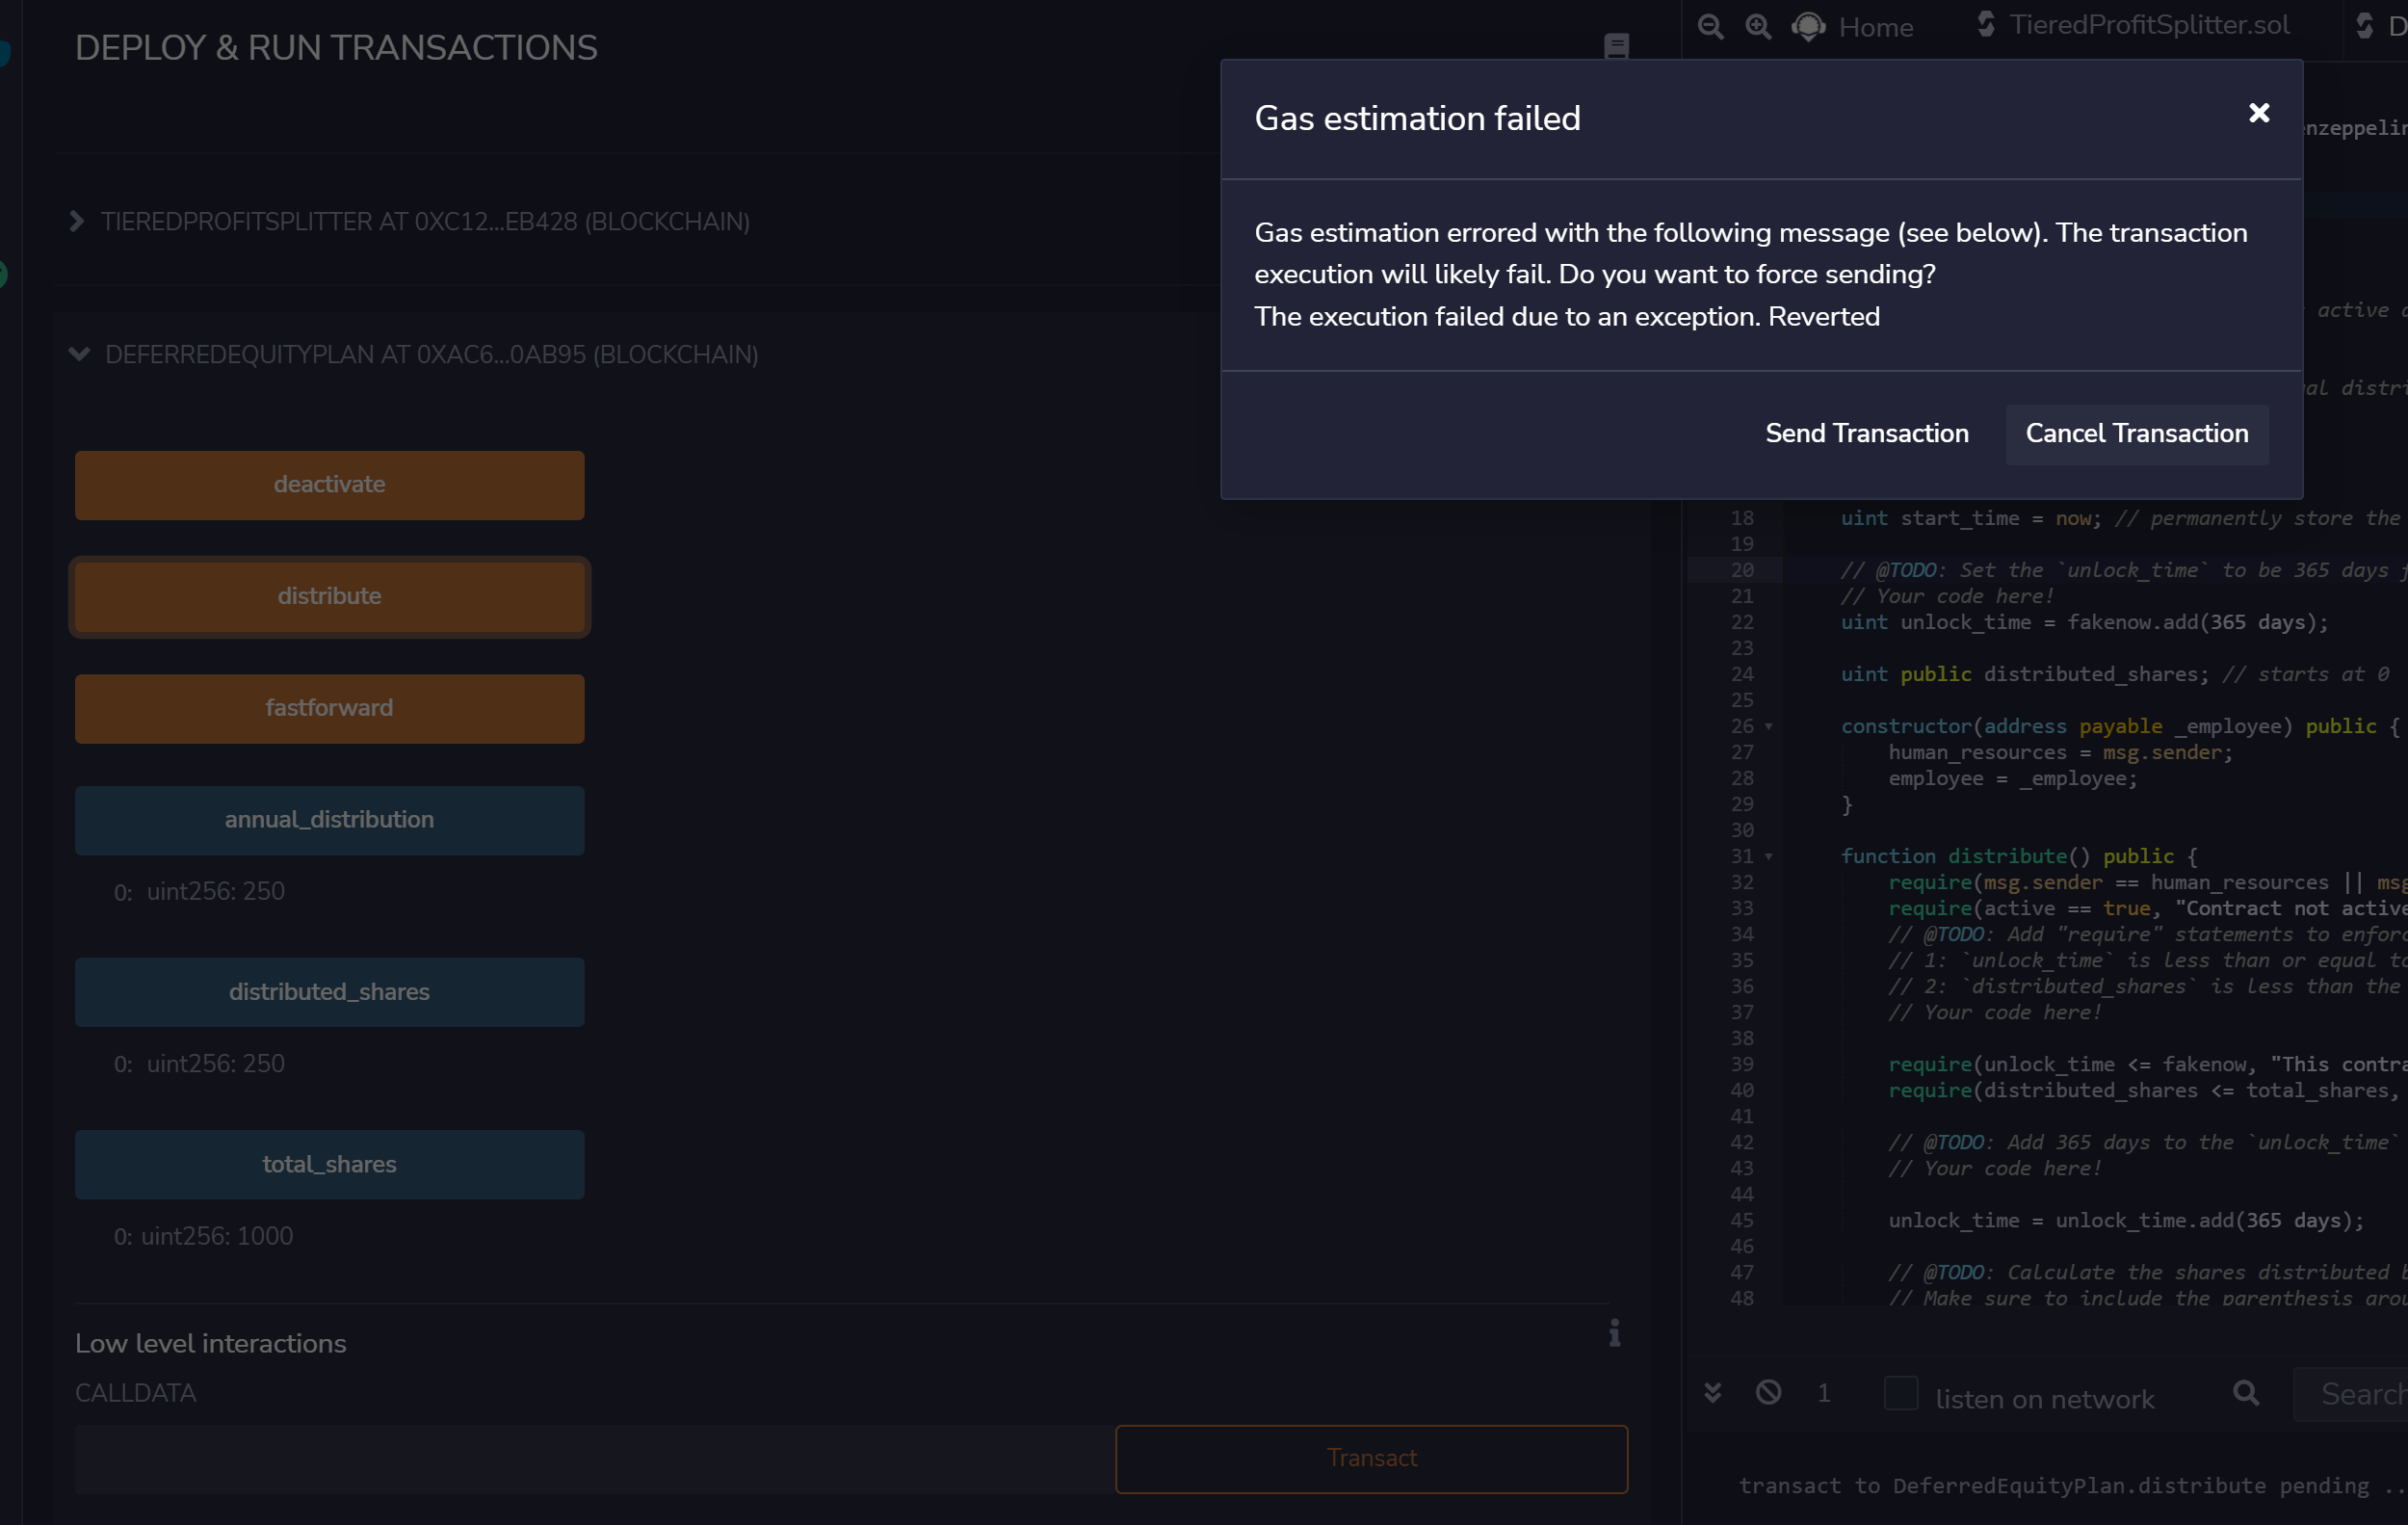 DEPLOY & RUN TRANSACTIONS
TIEREDPROFITSPLITTER AT 0XC12...EB428 (BLOCKCHAIN)
DEFERREDEQUITYPLAN AT 0XAC6...0AB95 (BLOCKCHAIN)
deactivate
distribute
fastforward
annual_distribution
0: uint256: 250
distributed_shares
0: uint256: 250
total_shares
0: uint256: 1000
Low level interactions
CALLDATA
Transact
Home
TieredProfitSplitter.sol
D
Gas estimation failed
Gas estimation errored with the following message (see below). The transaction
execution will likely fail. Do you want to force sending?
The execution failed due to an exception. Reverted
Send Transaction
Cancel Transaction
active
18 uint start_time = now; // permanently store the
19
20 // @TODO: Set the `unlock_time` to be 365 days
21 // Your code here!
22 uint unlock_time = fakenow.add(365 days);
23
24 uint public distributed_shares; // starts at 0
25
26 constructor(address payable _employee) public {
27 human_resources = msg.sender;
28 employee = _employee;
29 }
30
31 function distribute() public {
32 require(msg.sender == human_resources ||
33 require(active == true, "Contract not active
34 // @TODO: Add "require" statements to
35 // 1: `unlock_time` is less than or equal
36 // 2: `distributed_shares` is less than the
37 // Your code here!
38
39 require(unlock_time <= fakenow, "This
40 require(distributed_shares <= total_shares,
41
42 // @TODO: Add 365 days to the `unlock_time`
43 // Your code here!
44
45 unlock_time = unlock_time.add(365 days);
46
47 // @TODO: Calculate the shares distributed
48 // Make sure to include the parenthesis
1
listen on network
Search
transact to DeferredEquityPlan.distribute pending ..